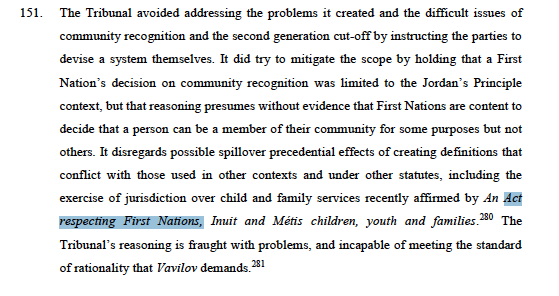 151. The Tribunal avoided addressing the problems it created and the difficult issues of
community recognition and the second generation cut-off by instructing the parties to
devise a system themselves. It did try to mitigate the scope by holding that a First
Nation's decision on community recognition was limited to the Jordan's Principle
context, but that reasoning presumes without evidence that First Nations are content to
decide that a person can be a member of their community for some purposes but not
others. It disregards possible spillover precedential effects of creating definitions that
conflict with those used in other contexts and under other statutes, including the
exercise of jurisdiction over child and family services recently affirmed by An Act
respecting First Nations, Inuit and Métis children, youth and families.280 The
Tribunal's reasoning is fraught with problems, and incapable of meeting the standard
of rationality that Vavilov demands.281